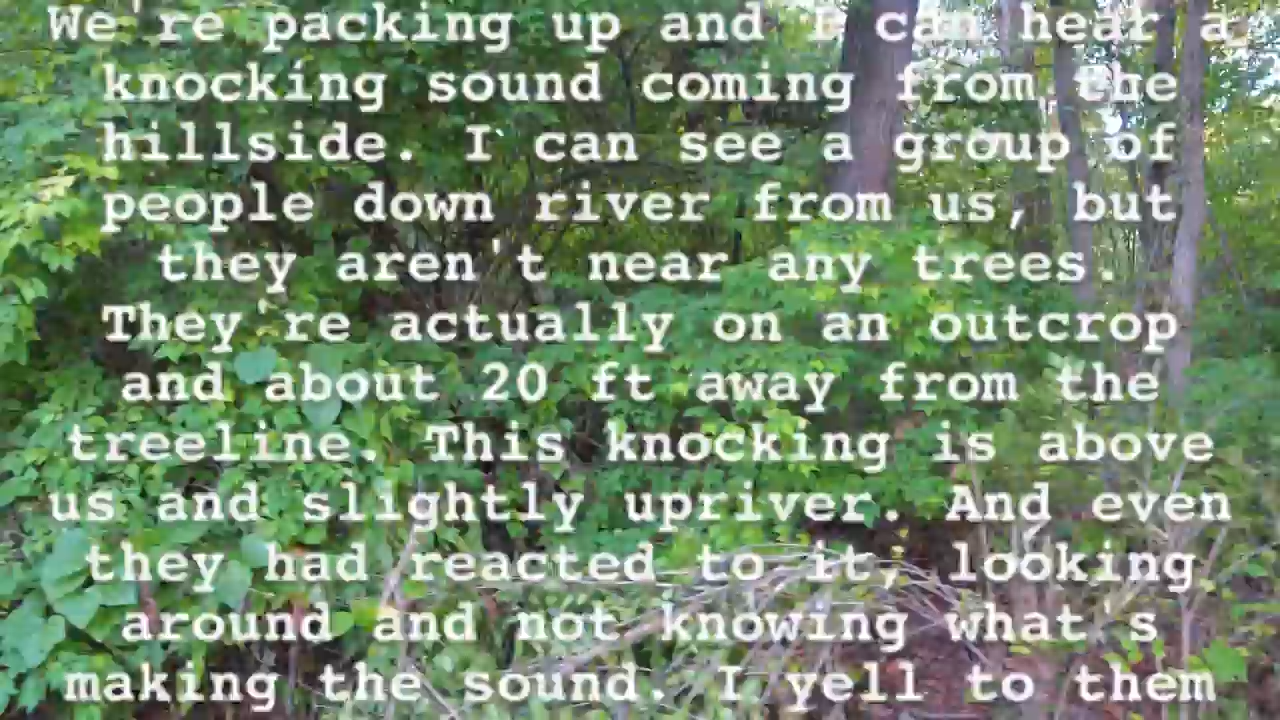 We're packing up and I can hear a
knocking sound coming from the
hillside. I can see a group of
people down river from us, but
they aren't near any trees.
They're actually on an outcrop
and about 20 ft away from the
treeline. This knocking is above
us and slightly upriver. And even
they had reacted to it, looking
around and not knowing what's
making the sound. I yell to them